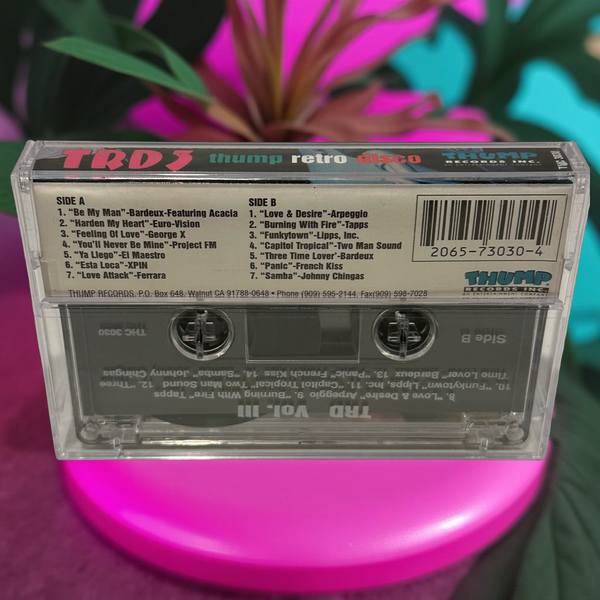 TRD3 thump retro disco THUMP
RECORDS INC.
SIDE A
1. "Be My Man"-Bardeux-Featuring Acacia
2. "Harden My Heart"-Euro-Vision
3. "Feeling Of Love"-George X
4. "You'll Never Be Mine"-Project FM
5. "Ya Llego"-El Maestro
6. "Esta Loca"-XPIN
7. "Love Attack"-Ferrara
SIDE B
1. "Love & Desire"-Arpeggio
2. "Burning With Fire"-Tapps
3. "Funkytown"-Lipps, Inc.
4. "Capitol Tropical"-Two Man Sound
5. "Three Time Lover"-Bardeux
6. "Panic"-French Kiss
7. "Samba"-Johnny Chingas
2065-73030-4
THUMP
RECORDS INC.
AN ENTERTAINMENT COMPANY
THUMP RECORDS, P.O. Box 648, Walnut CA 91788-0648 • Phone (909) 595-2144, Fax(909) 598-7028
TRD Vol. III
8. "Love & Desire" Arpeggio 9. "Burning With Fire" Tapps
10. "Funkytown" Lipps, Inc, 11. "Capitol Tropical" Two Man Sound 12. "Three
Time Lover" Bardeux 13. "Panic" French Kiss 14. "Samba" Johnny Chingas
Side B
THC 3030